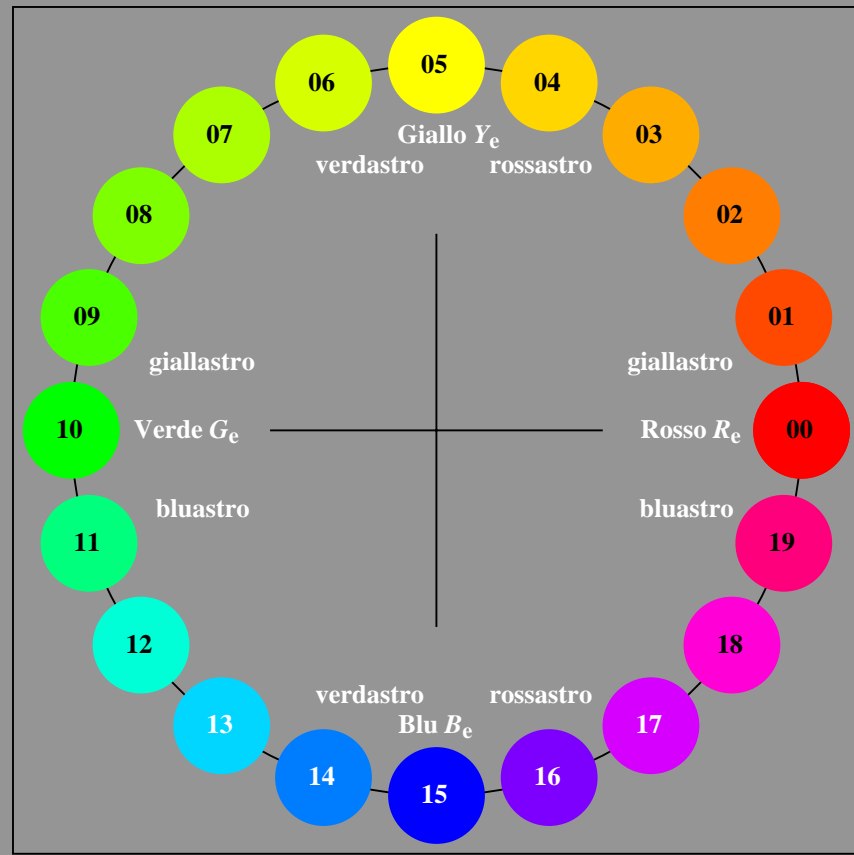 05
06
04
07
Giallo Ye
03
verdastro
rossastro
08
02
09
01
giallastro
giallastro
10
Verde Ge
Rosso Re
00
bluastro
bluastro
11
19
12
18
verdastro
rossastro
13
Blu Be
17
14
16
15